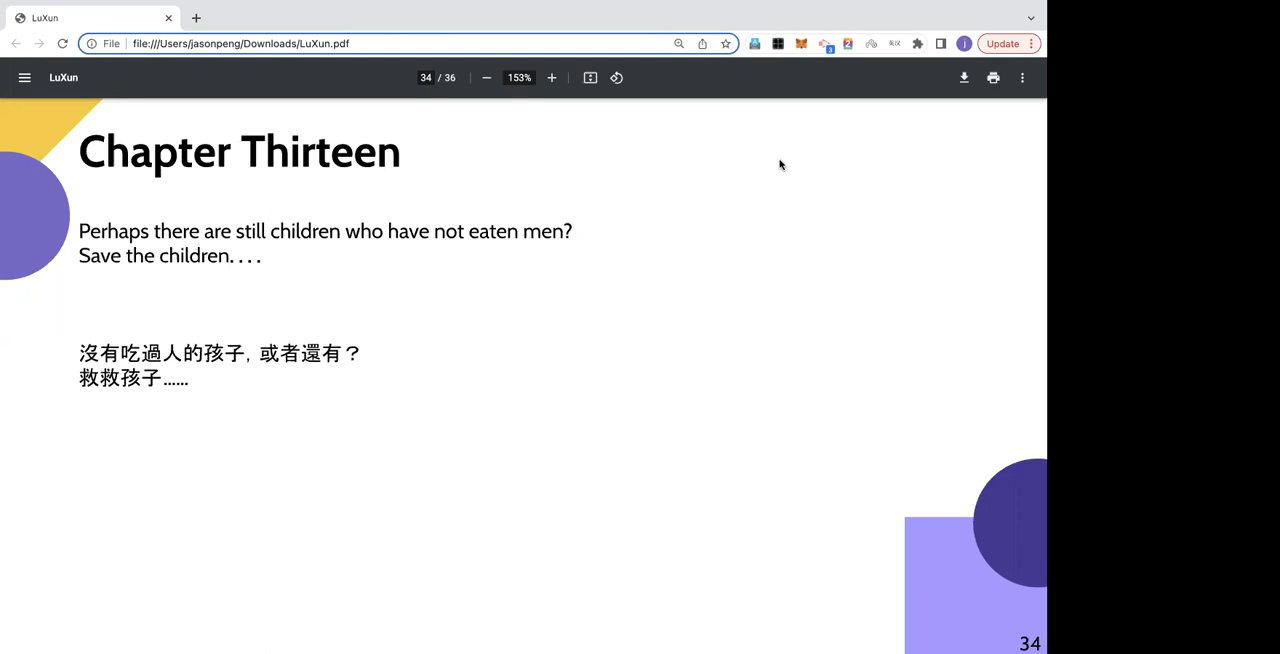 LuXun
File
file:///Users/jasonpeng/Downloads/LuXun.pdf
3
2
j
Update
LuXun
34 / 36
153%
Chapter Thirteen
Perhaps there are still children who have not eaten men?
Save the children. . . .
沒有吃過人的孩子, 或者還有？
救救孩子……
34